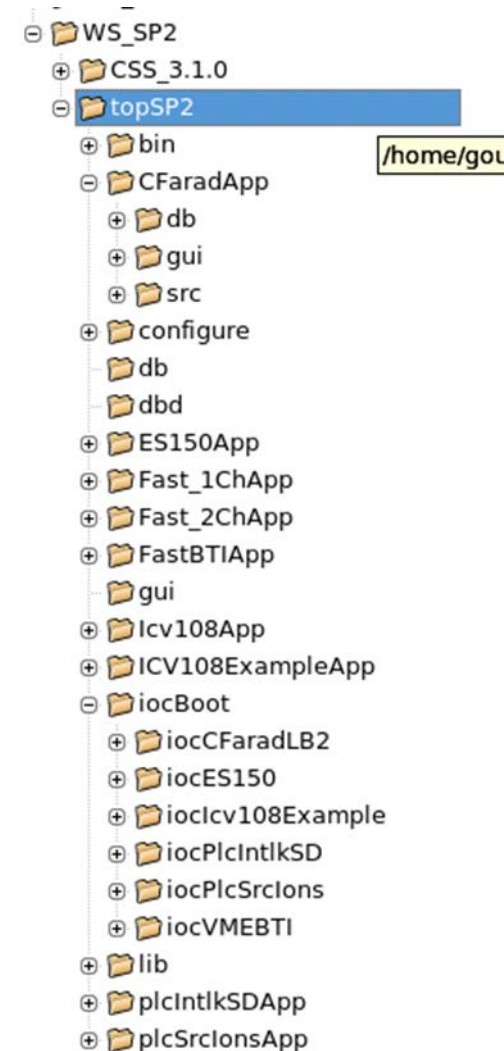 WS_SP2
CSS_3.1.0
topSP2
bin
/home/gou
CFaradApp
db
gui
src
configure
db
dbd
ES150App
Fast_1ChApp
Fast_2ChApp
FastBTIApp
gui
Icv108App
ICV108ExampleApp
iocBoot
iocCFaradLB2
iocES150
iocIcv108Example
iocPlcIntlkSD
iocPlcSrcIons
iocVMEBTI
lib
plcIntlkSDApp
plcSrcIonsApp